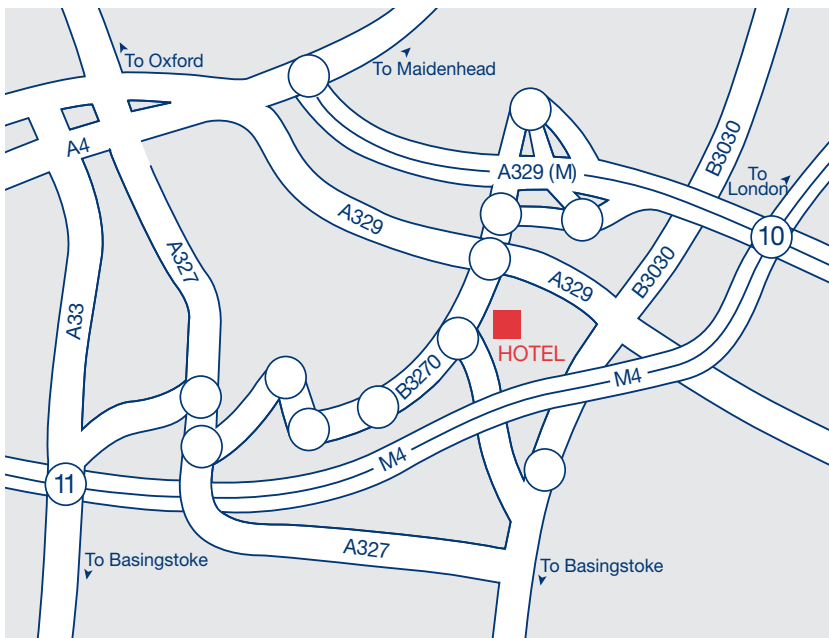 To Oxford
To Maidenhead
A4
A329 (M)
B3030
To
London
A329
A327
10
B3030
A329
A33
HOTEL
B3270
M4
M4
11
A327
To Basingstoke
To Basingstoke